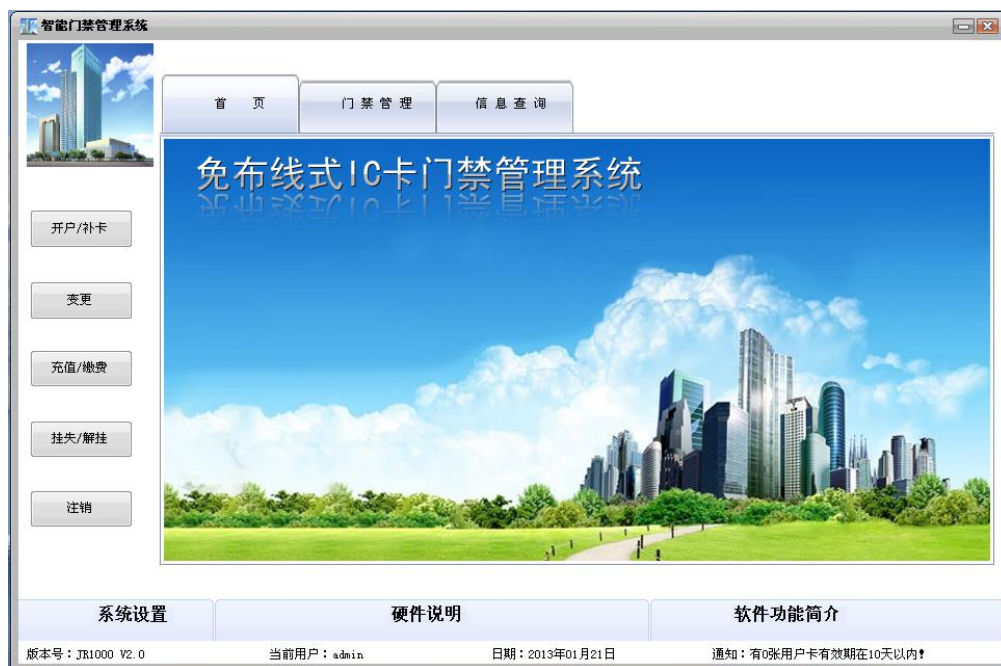 智能门禁管理系统
首 页 门禁管理 信息查询
免布线式IC卡门禁管理系统
开户/补卡
变更
充值/缴费
挂失/解挂
注销
系统设置 硬件说明 软件功能简介
版本号：JR1000 V2.0 当前用户：admin 日期：2013年01月21日 通知：有0张用户卡有效期在10天以内！